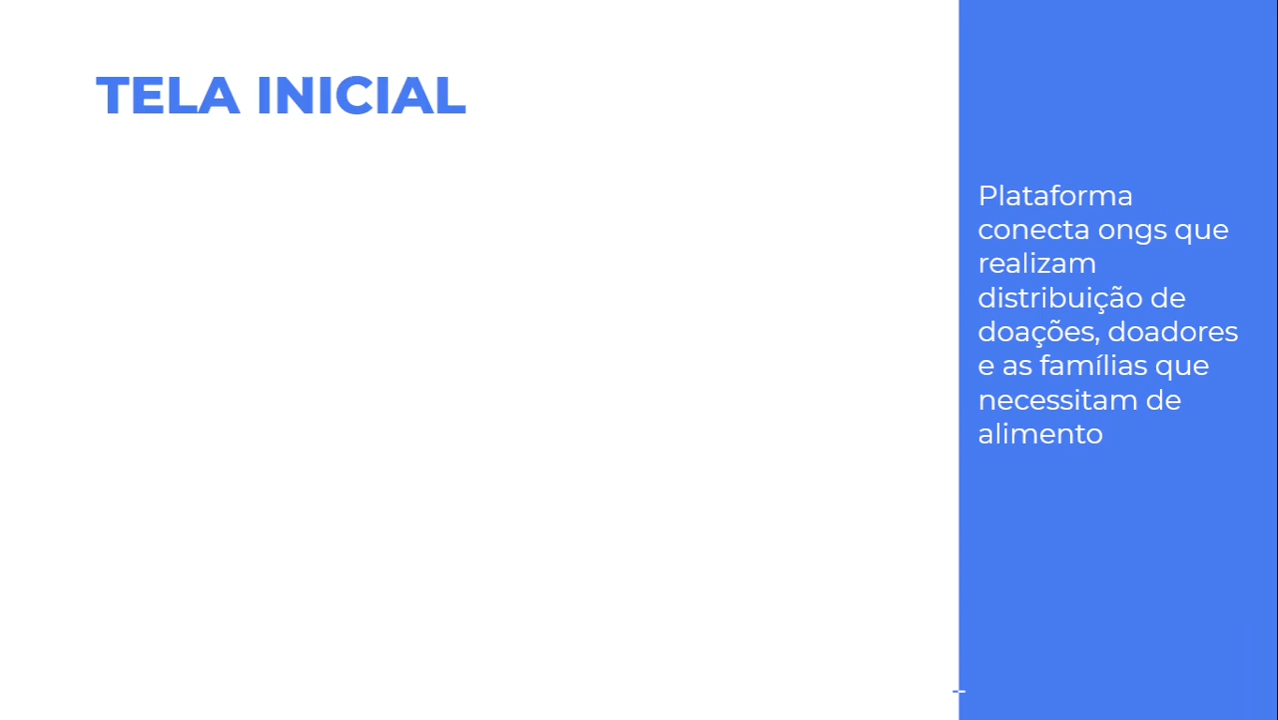 TELA INICIAL
Plataforma
conecta ongs que
realizam
distribuição de
doações, doadores
e as famílias que
necessitam de
alimento